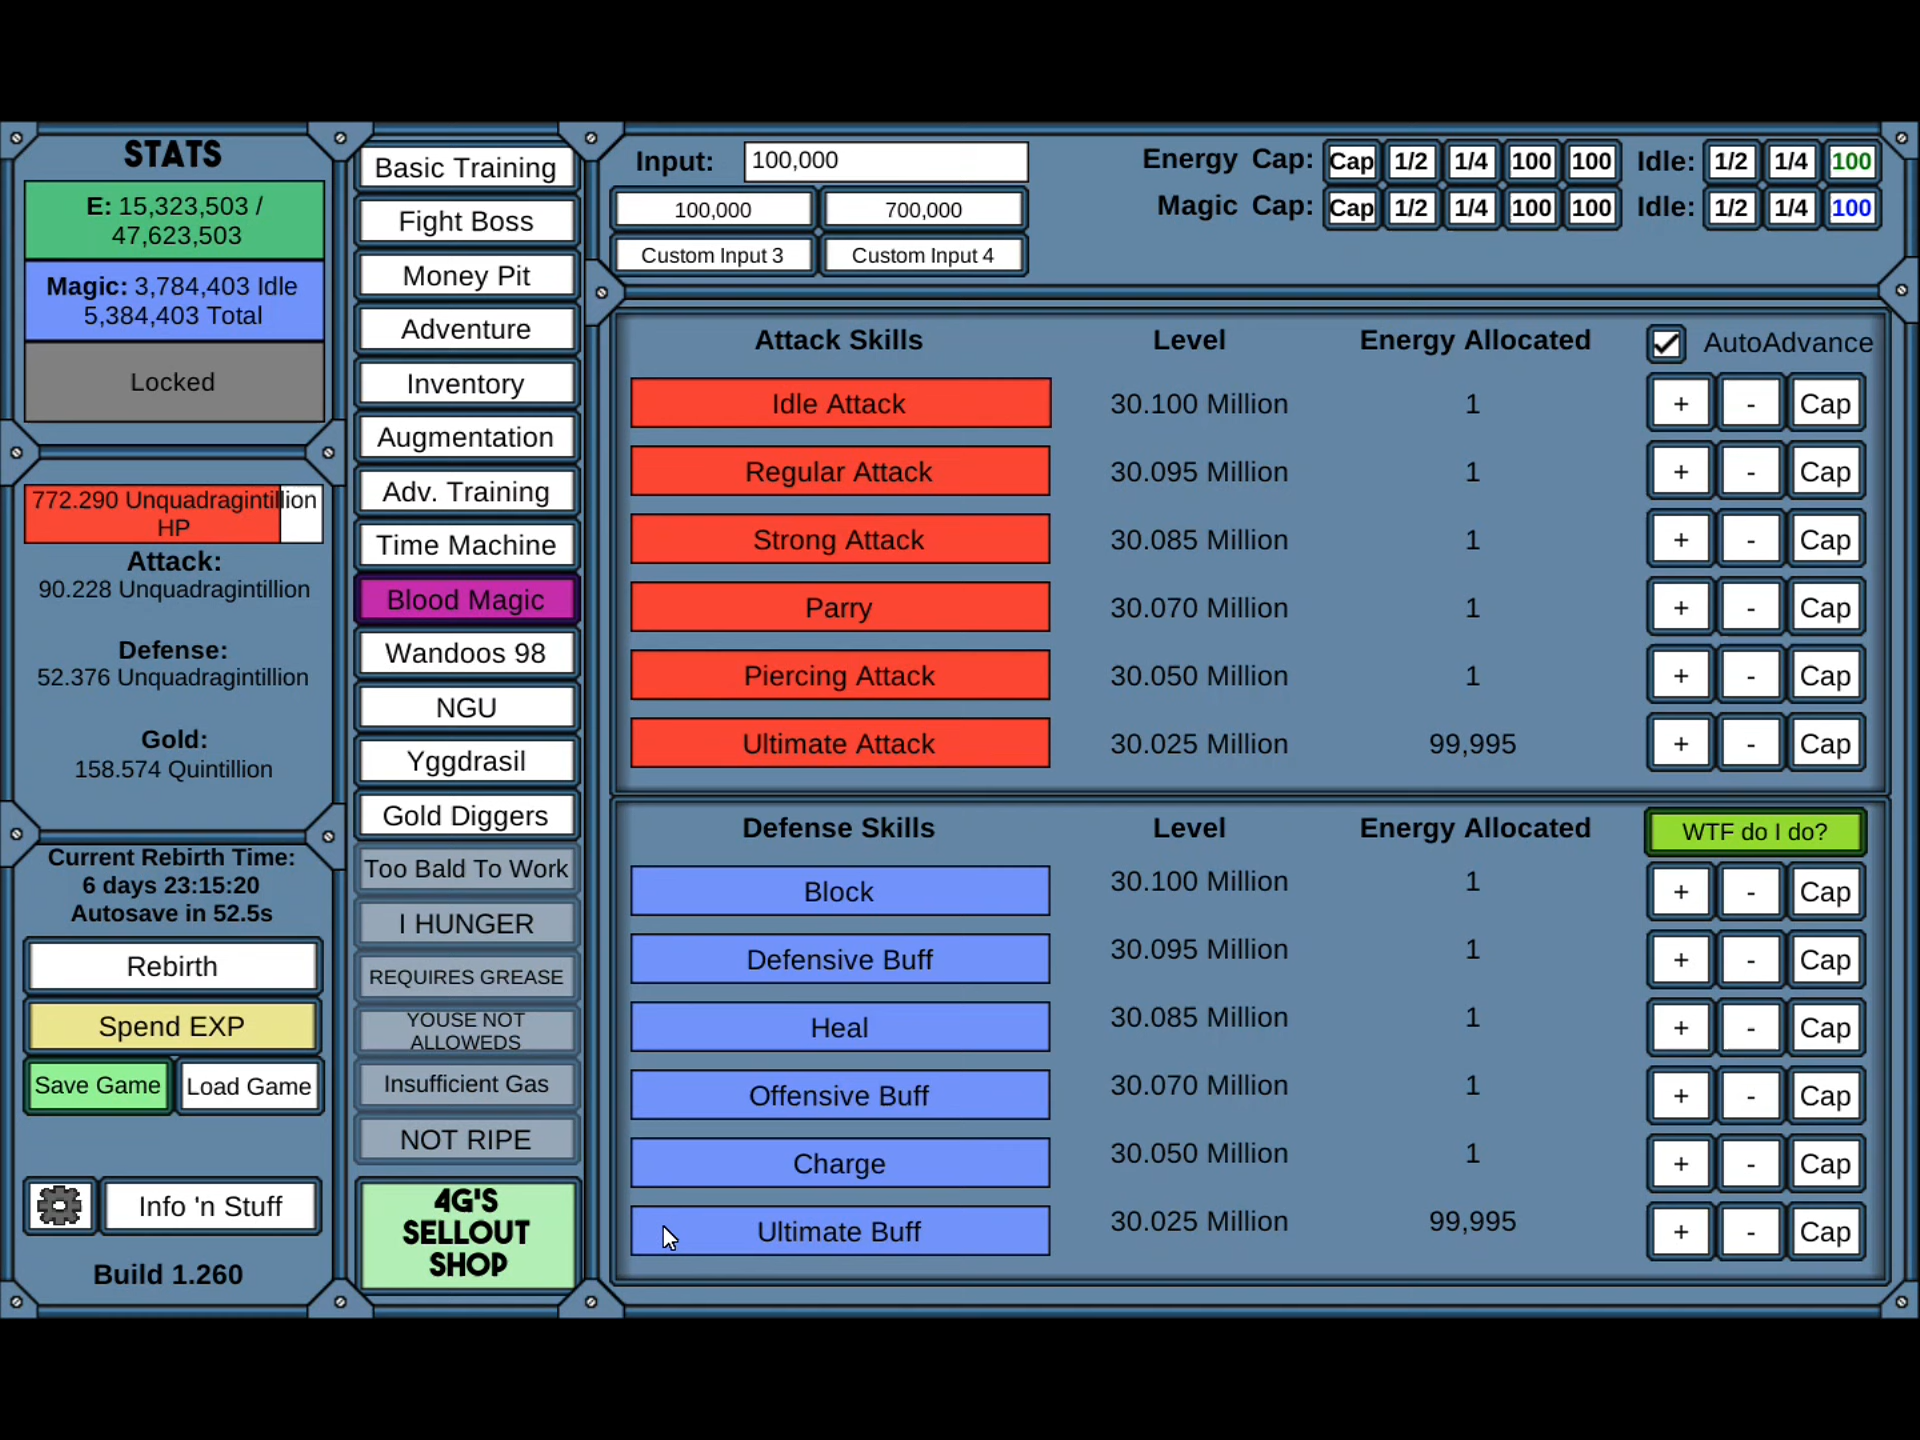 STATS
E: 15,323,503 /
47,623,503
Magic: 3,784,403 Idle
5,384,403 Total
Locked
772.290 Unquadragintillion
HP
Attack:
90.228 Unquadragintillion
Defense:
52.376 Unquadragintillion
Gold:
158.574 Quintillion
Current Rebirth Time:
6 days 23:15:20
Autosave in 52.5s
Rebirth
Spend EXP
Save Game Load Game
Info 'n Stuff
Build 1.260
Basic Training
Fight Boss
Money Pit
Adventure
Inventory
Augmentation
Adv. Training
Time Machine
Blood Magic
Wandoos 98
NGU
Yggdrasil
Gold Diggers
Too Bald To Work
I HUNGER
REQUIRES GREASE
YOUSE NOT
ALLOWEDS
Insufficient Gas
NOT RIPE
4G'S
SELLOUT
SHOP
Input: 100,000
100,000 700,000
Custom Input 3 Custom Input 4
Energy Cap: Cap 1/2 1/4 100 100 Idle: 1/2 1/4 100
Magic Cap: Cap 1/2 1/4 100 100 Idle: 1/2 1/4 100
Attack Skills Level Energy Allocated AutoAdvance
Idle Attack 30.100 Million 1 + - Cap
Regular Attack 30.095 Million 1 + - Cap
Strong Attack 30.085 Million 1 + - Cap
Parry 30.070 Million 1 + - Cap
Piercing Attack 30.050 Million 1 + - Cap
Ultimate Attack 30.025 Million 99,995 + - Cap
Defense Skills Level Energy Allocated WTF do I do?
Block 30.100 Million 1 + - Cap
Defensive Buff 30.095 Million 1 + - Cap
Heal 30.085 Million 1 + - Cap
Offensive Buff 30.070 Million 1 + - Cap
Charge 30.050 Million 1 + - Cap
Ultimate Buff 30.025 Million 99,995 + - Cap